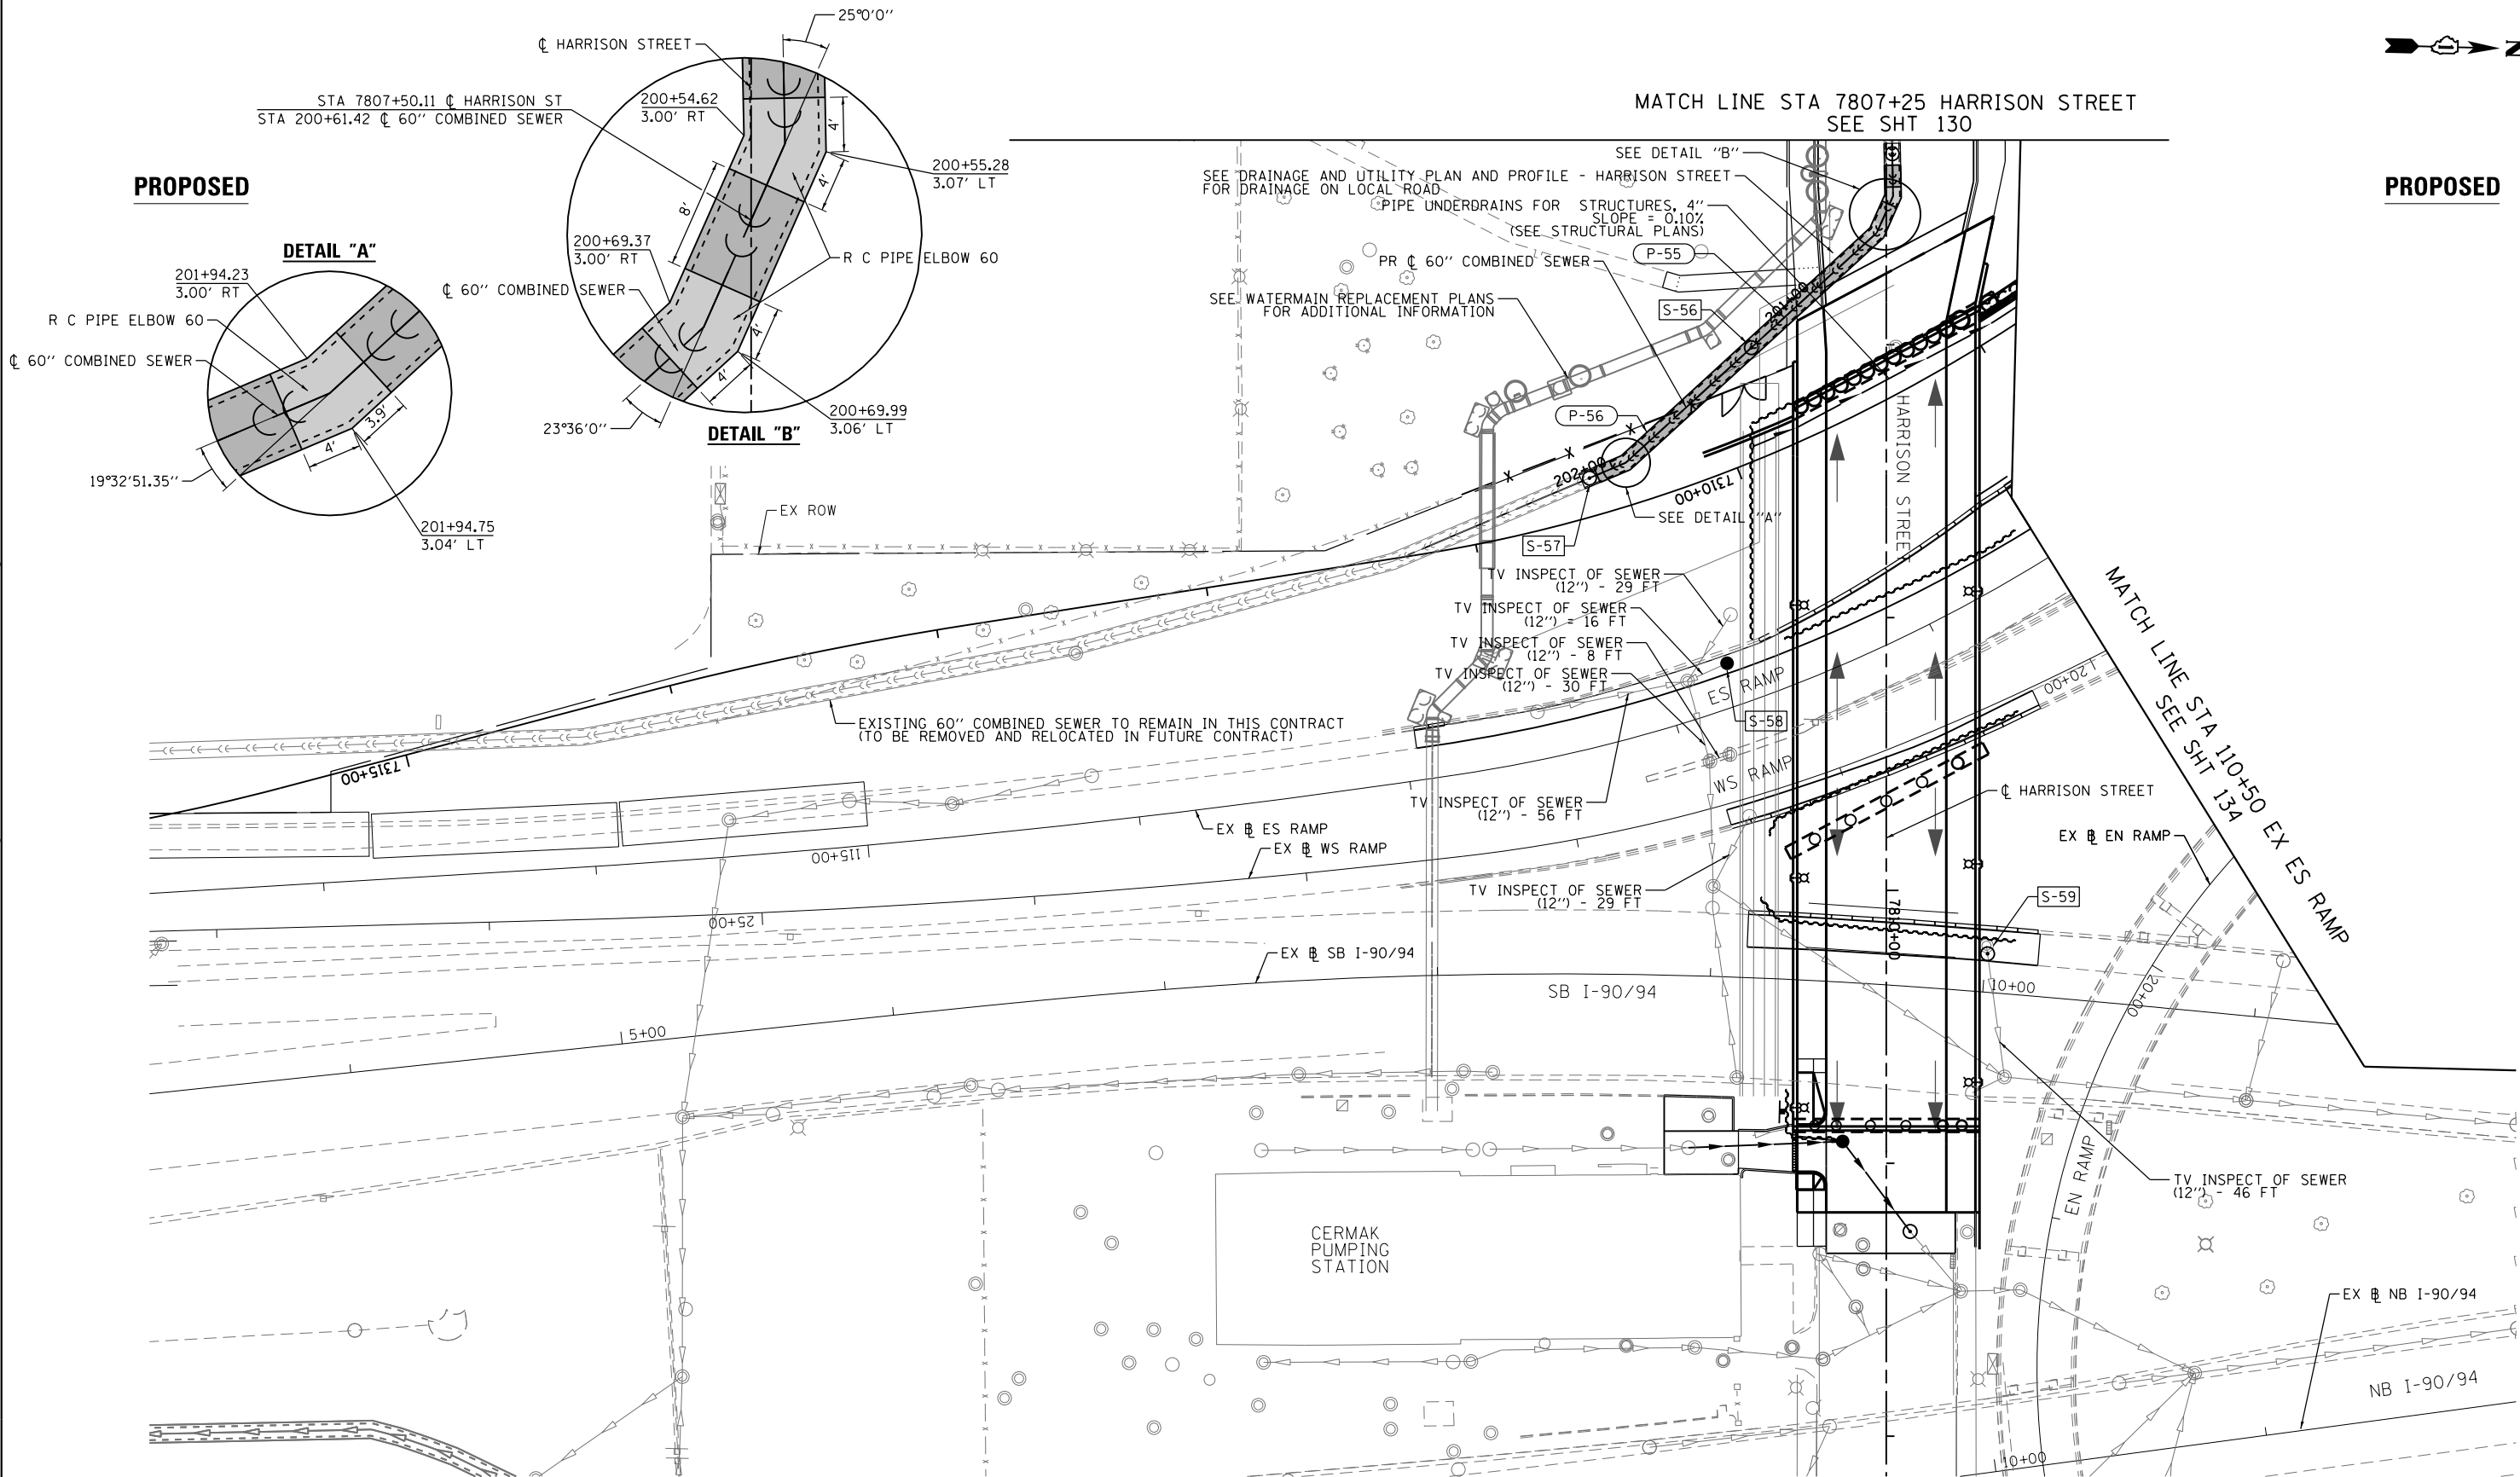 25°0'0"
℄ HARRISON STREET
STA 7807+50.11 ℄ HARRISON ST
STA 200+61.42 ℄ 60" COMBINED SEWER
200+54.62
3.00' RT
4'
200+55.28
3.07' LT
4'
8'
200+69.37
3.00' RT
R C PIPE ELBOW 60
℄ 60" COMBINED SEWER
4'
4'
200+69.99
3.06' LT
23°36'0"
DETAIL "B"
PROPOSED
DETAIL "A"
201+94.23
3.00' RT
R C PIPE ELBOW 60
℄ 60" COMBINED SEWER
3.9'
4'
19°32'51.35"
201+94.75
3.04' LT
N
MATCH LINE STA 7807+25 HARRISON STREET
SEE SHT 130
PROPOSED
SEE DETAIL "B"
SEE DRAINAGE AND UTILITY PLAN AND PROFILE - HARRISON STREET
FOR DRAINAGE ON LOCAL ROAD
PIPE UNDERDRAINS FOR STRUCTURES, 4"
SLOPE = 0.10%
(SEE STRUCTURAL PLANS)
P-55
PR ℄ 60" COMBINED SEWER
SEE WATERMAIN REPLACEMENT PLANS
FOR ADDITIONAL INFORMATION
S-56
201+00
P-56
202+00
7310+00
HARRISON STREET
SEE DETAIL "A"
S-57
EX ROW
TV INSPECT OF SEWER
(12") - 29 FT
TV INSPECT OF SEWER
(12") = 16 FT
TV INSPECT OF SEWER
(12") - 8 FT
TV INSPECT OF SEWER
(12") - 30 FT
ES RAMP
S-58
WS RAMP
20+00
MATCH LINE STA 110+50 EX ES RAMP
SEE SHT 134
EXISTING 60" COMBINED SEWER TO REMAIN IN THIS CONTRACT
(TO BE REMOVED AND RELOCATED IN FUTURE CONTRACT)
7315+00
TV INSPECT OF SEWER
(12") - 56 FT
℄ HARRISON STREET
EX B̲L ES RAMP
EX B̲L WS RAMP
EX B̲L EN RAMP
115+00
TV INSPECT OF SEWER
(12") - 29 FT
S-59
25+00
7810+00
EX B̲L SB I-90/94
SB I-90/94
10+00
20+00
5+00
EN RAMP
TV INSPECT OF SEWER
(12") - 46 FT
CERMAK
PUMPING
STATION
EX B̲L NB I-90/94
NB I-90/94
10+00